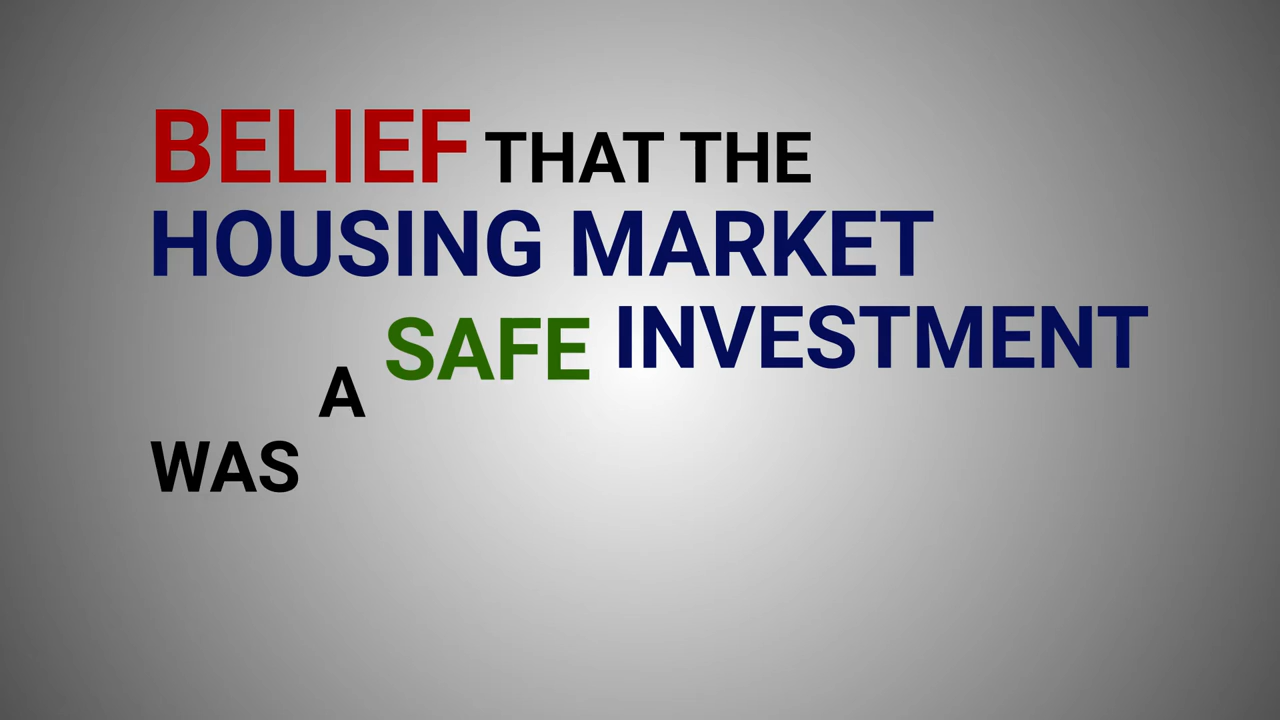 BELIEF THAT THE
HOUSING MARKET
WAS A SAFE INVESTMENT